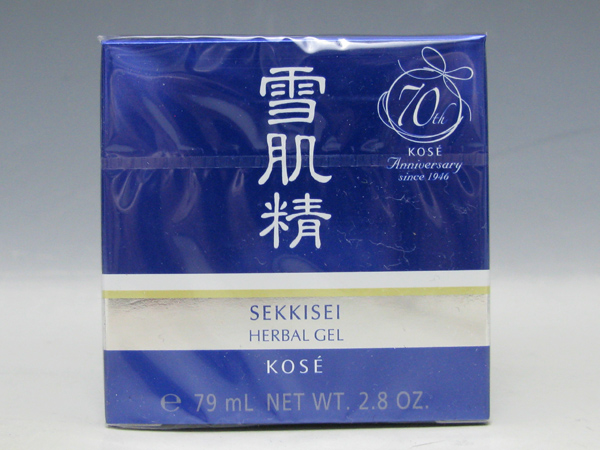 雪肌精
70th
KOSÉ
Anniversary
since 1946
SEKKISEI
HERBAL GEL
KOSÉ
℮ 79 mL NET WT. 2.8 OZ.